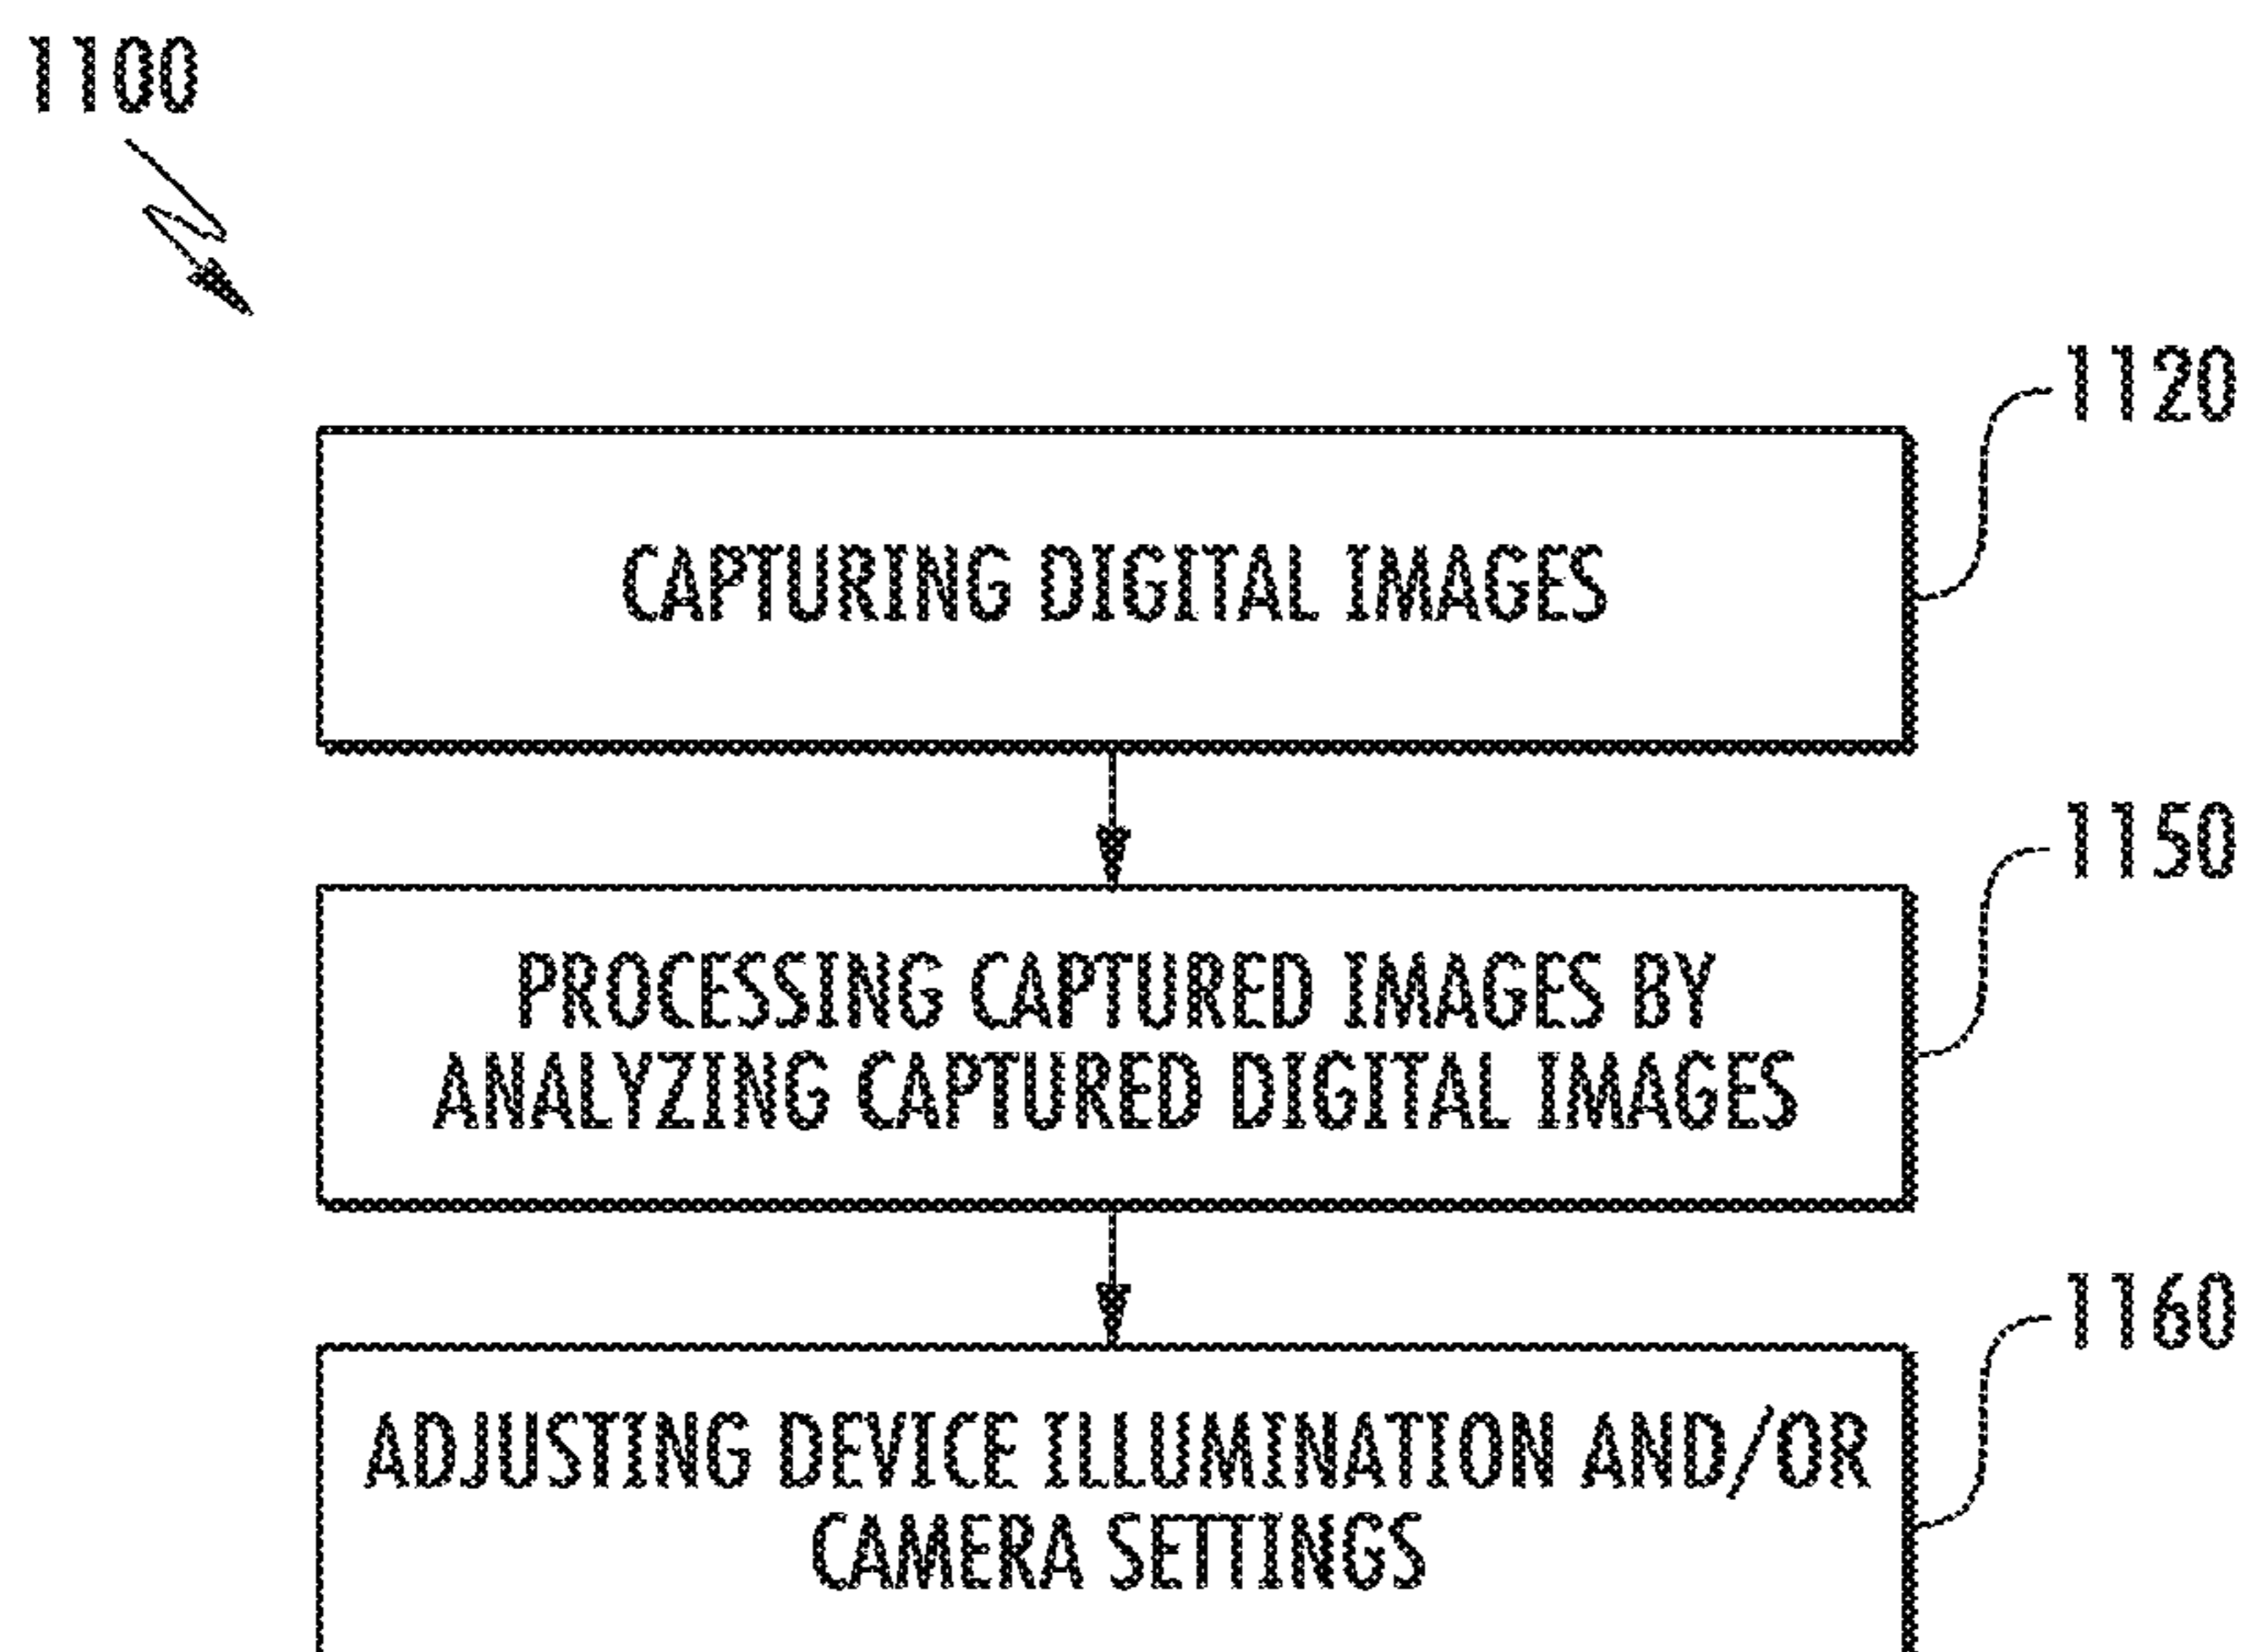 1100
1120
CAPTURING DIGITAL IMAGES
1150
PROCESSING CAPTURED IMAGES BY
ANALYZING CAPTURED DIGITAL IMAGES
1160
ADJUSTING DEVICE ILLUMINATION AND/OR
CAMERA SETTINGS